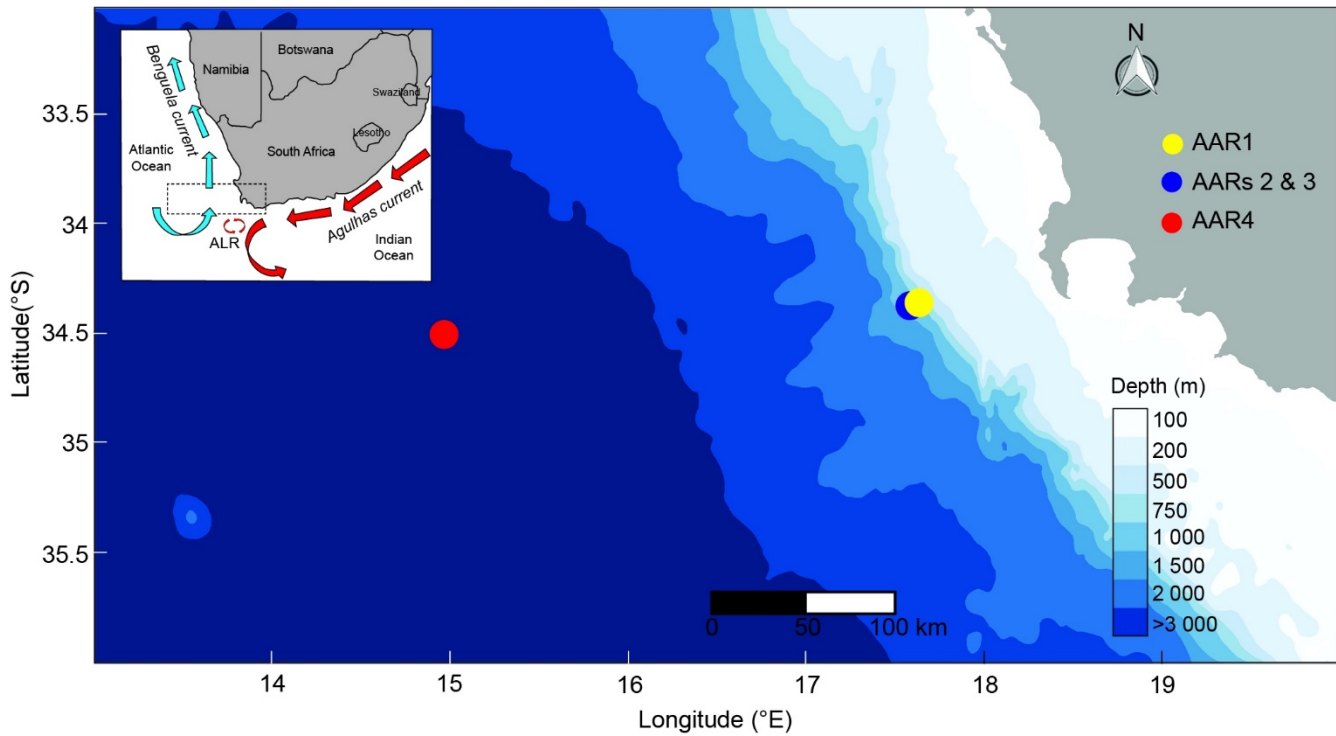 Botswana
Namibia
Swaziland
Lesotho
South Africa
Benguela current
Atlantic
Ocean
Agulhas current
ALR
Indian
Ocean
N
AAR1
AARs 2 & 3
AAR4
33.5
34
34.5
35
35.5
Latitude(°S)
Depth (m)
100
200
500
750
1 000
1 500
2 000
>3 000
0 50 100 km
14 15 16 17 18 19
Longitude (°E)